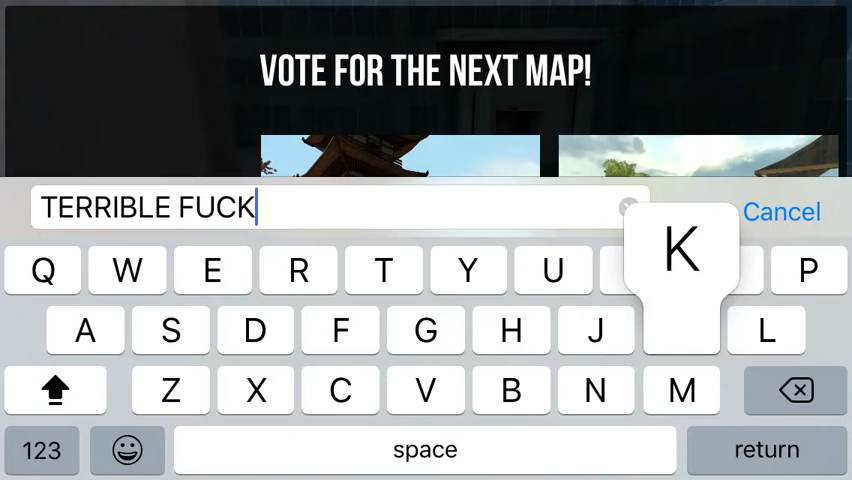 VOTE FOR THE NEXT MAP!
TERRIBLE FUCK
Cancel
K
Q W E R T Y U P
A S D F G H J L
Z X C V B N M
123 space return